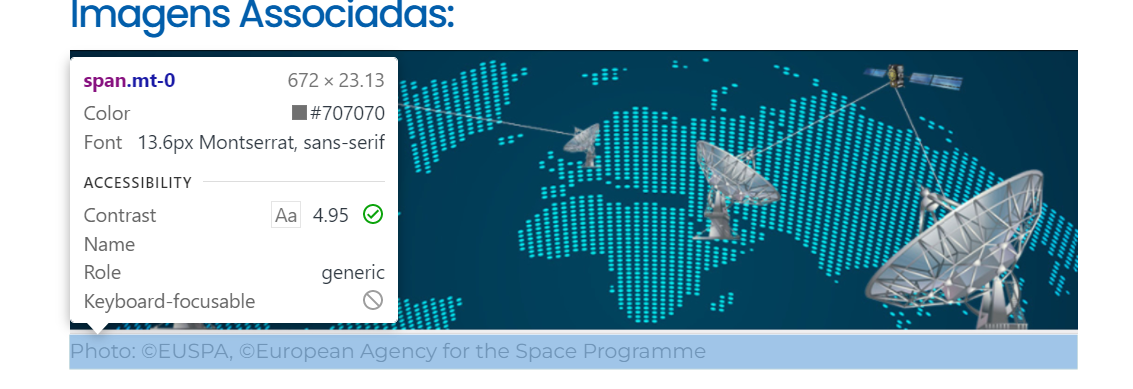 Imagens Associadas:
span.mt-0 672 × 23.13
Color #707070
Font 13.6px Montserrat, sans-serif
ACCESSIBILITY
Contrast Aa 4.95
Name
Role generic
Keyboard-focusable
Photo: ©EUSPA, ©European Agency for the Space Programme